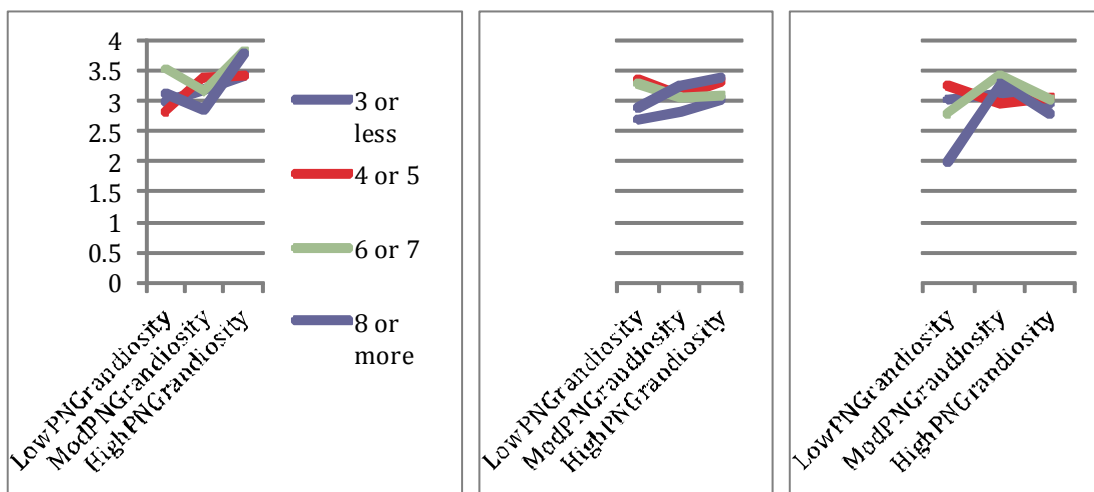 4
3.5
3
2.5
2
1.5
1
0.5
0
3 or
less
4 or 5
6 or 7
8 or
more
LowPNGrandiosity
ModPNGrandiosity
HighPNGrandiosity
LowPNGrandiosity
ModPNGrandiosity
HighPNGrandiosity
LowPNGrandiosity
ModPNGrandiosity
HighPNGrandiosity